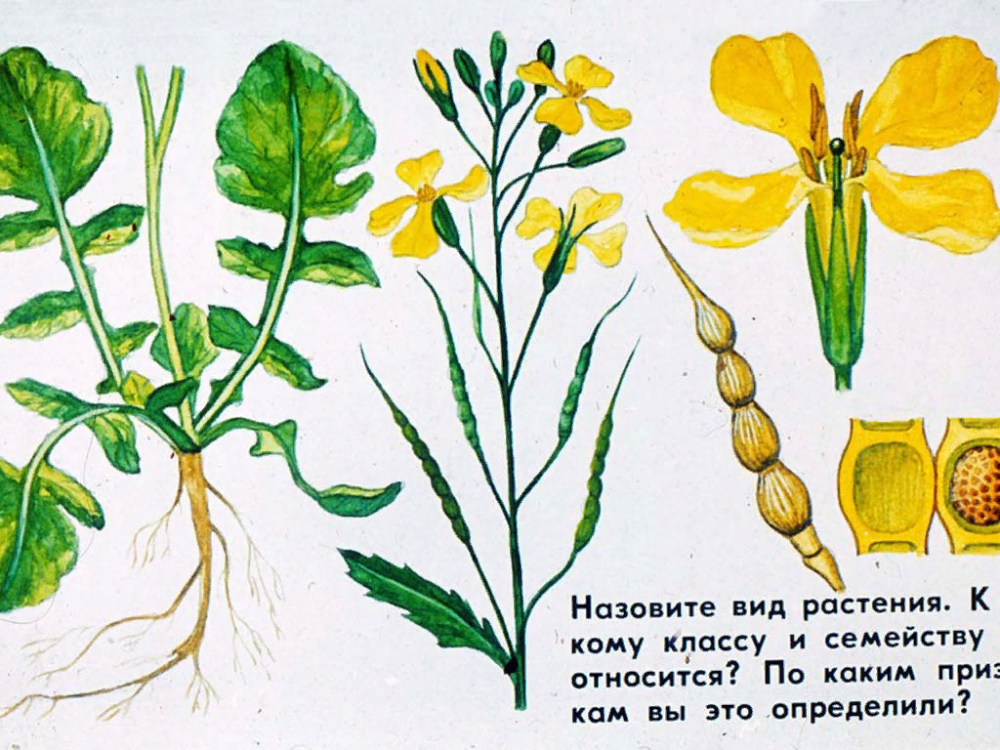 Назовите вид растения. К
кому классу и семейству
относится? По каким приз
кам вы это определили?